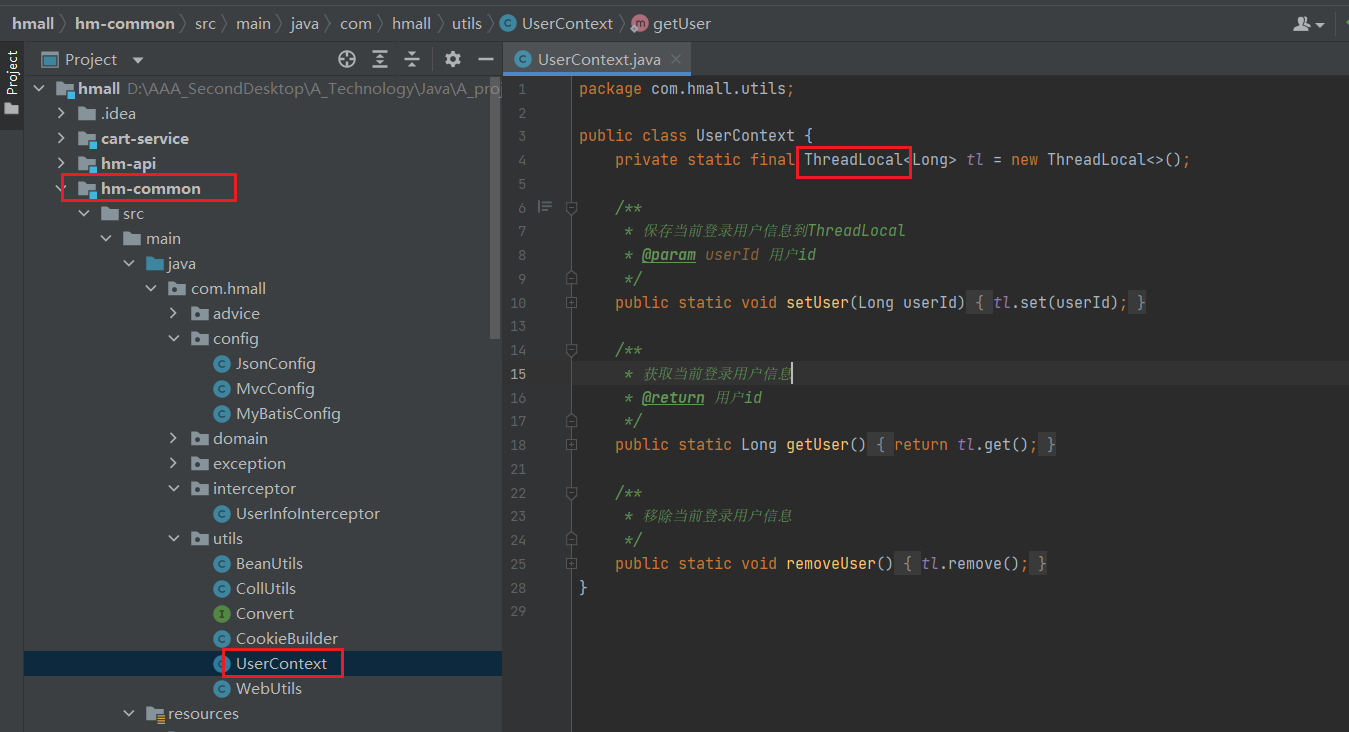 hmall hm-common src main java com hmall utils UserContext getUser
Project
Project
UserContext.java
hmall D:\AAA_SecondDesktop\A_Technology\Java\A_proj
.idea
cart-service
hm-api
hm-common
src
main
java
com.hmall
advice
config
JsonConfig
MvcConfig
MyBatisConfig
domain
exception
interceptor
UserInfoInterceptor
utils
BeanUtils
CollUtils
Convert
CookieBuilder
UserContext
WebUtils
resources
1 package com.hmall.utils;
2
3 public class UserContext {
4 private static final ThreadLocal<Long> tl = new ThreadLocal<>();
5
6 /**
7 * 保存当前登录用户信息到ThreadLocal
8 * @param userId 用户id
9 */
10 public static void setUser(Long userId) { tl.set(userId); }
13
14 /**
15 * 获取当前登录用户信息
16 * @return 用户id
17 */
18 public static Long getUser() { return tl.get(); }
21
22 /**
23 * 移除当前登录用户信息
24 */
25 public static void removeUser() { tl.remove(); }
28 }
29